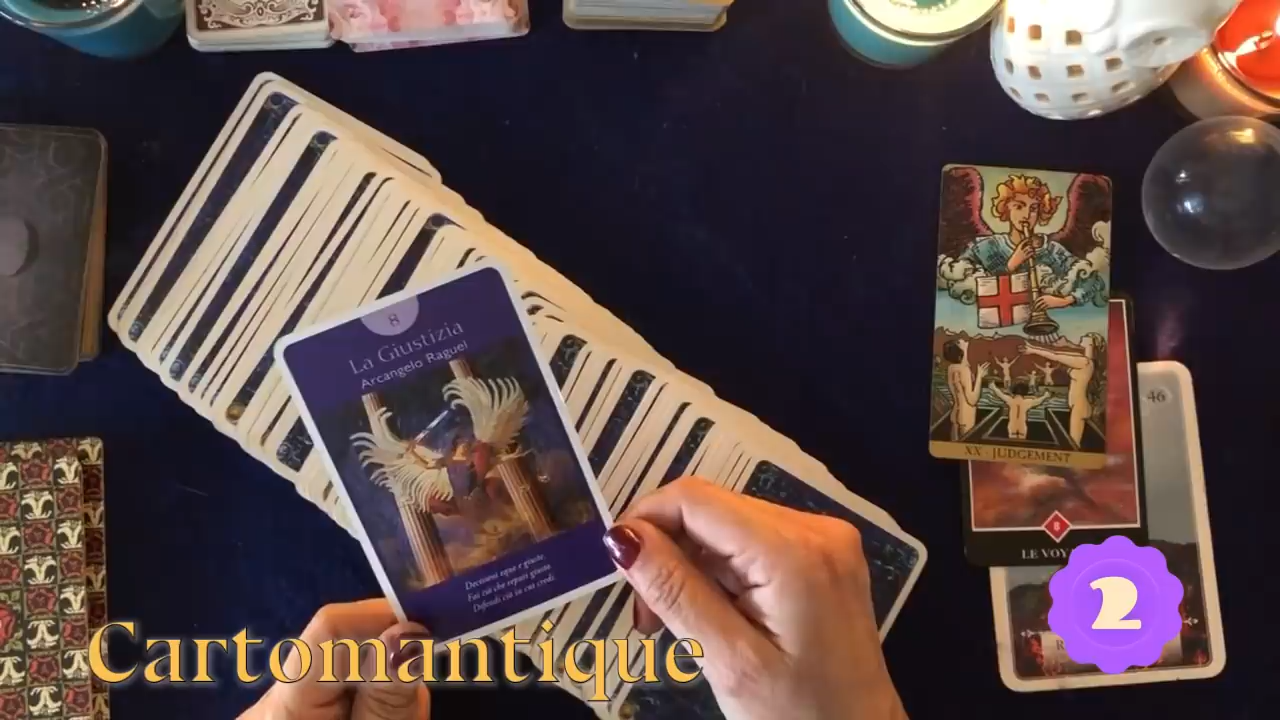 8
La Giustizia
Arcangelo Raguel
Decisioni eque e giuste.
Fai ciò che reputi giusto
Difendi ciò in cui credi.
XX - JUDGEMENT
46
8
LE VOY
R
2
Cartomantique